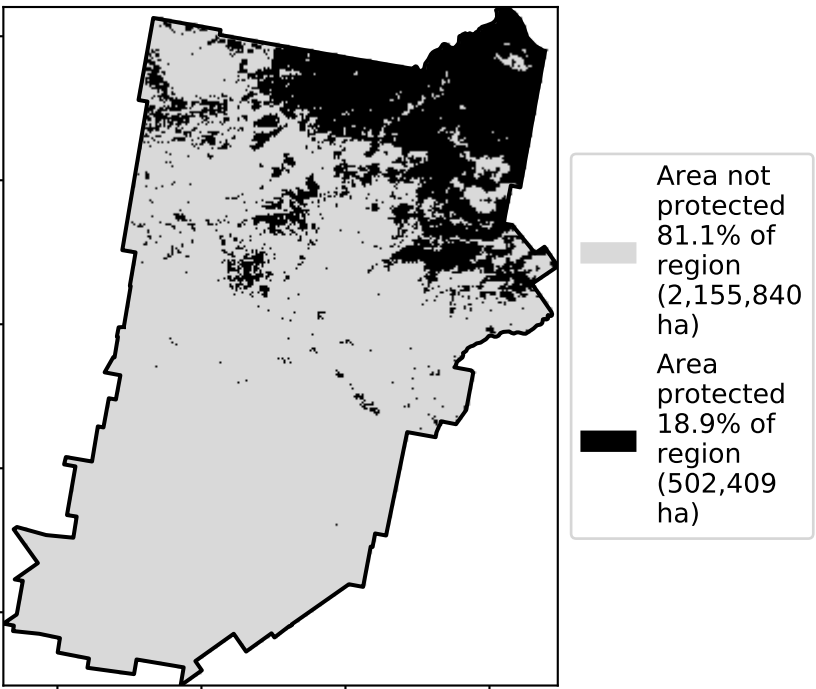 Area not
protected
81.1% of
region
(2,155,840
ha)
Area
protected
18.9% of
region
(502,409
ha)